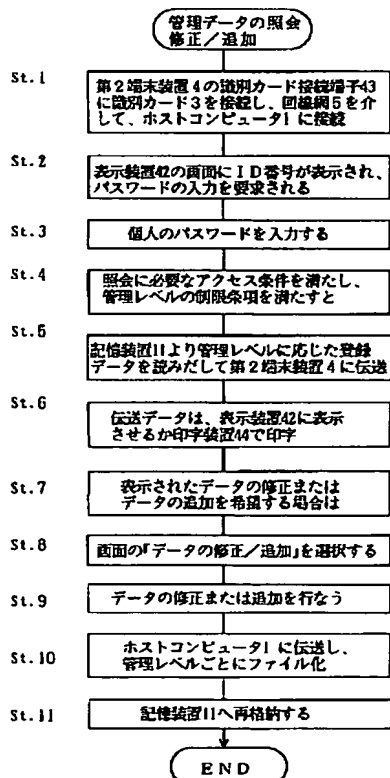 管理データの照会
修正／追加
St.1
第2端末装置4の識別カード接続端子43
に識別カード3を接続し、回線網5を介
して、ホストコンピュータ1に接続
St.2
表示装置42の画面にID番号が表示され、
パスワードの入力を要求される
St.3
個人のパスワードを入力する
St.4
照会に必要なアクセス条件を満たし、
管理レベルの制限条項を満たすと
St.5
記憶装置11より管理レベルに応じた登録
データを読みだして第2端末装置4に伝送
St.6
伝送データは、表示装置42に表示
させるか印字装置44で印字
St.7
表示されたデータの修正または
データの追加を希望する場合は
St.8
画面の「データの修正／追加」を選択する
St.9
データの修正または追加を行なう
St.10
ホストコンピュータ1に伝送し、
管理レベルごとにファイル化
St.11
記憶装置11へ再格納する
END